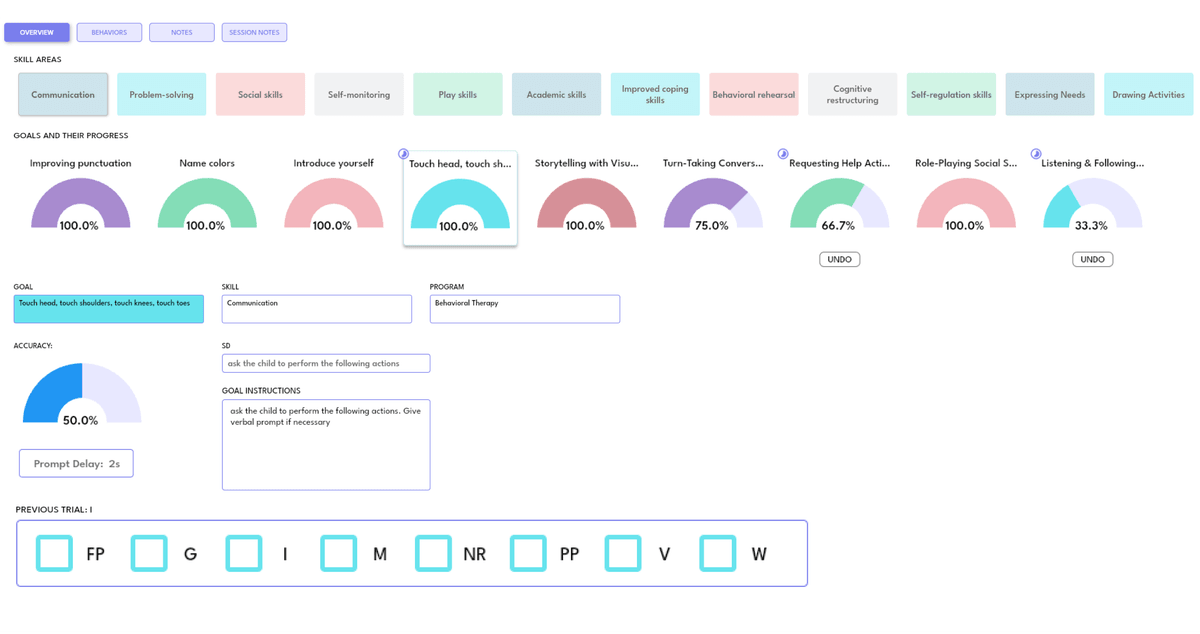 OVERVIEW
BEHAVIORS
NOTES
SESSION NOTES
SKILL AREAS
Communication
Problem-solving
Social skills
Self-monitoring
Play skills
Academic skills
Improved coping
skills
Behavioral rehearsal
Cognitive
restructuring
Self-regulation skills
Expressing Needs
Drawing Activities
GOALS AND THEIR PROGRESS
Improving punctuation
100.0%
Name colors
100.0%
Introduce yourself
100.0%
Touch head, touch sh...
100.0%
Storytelling with Visu...
100.0%
Turn-Taking Convers...
75.0%
Requesting Help Acti...
66.7%
UNDO
Role-Playing Social S...
100.0%
Listening & Following...
33.3%
UNDO
GOAL
Touch head, touch shoulders, touch knees, touch toes
SKILL
Communication
PROGRAM
Behavioral Therapy
ACCURACY:
50.0%
Prompt Delay: 2s
SD
ask the child to perform the following actions
GOAL INSTRUCTIONS
ask the child to perform the following actions. Give
verbal prompt if necessary
PREVIOUS TRIAL: I
FP G I M NR PP V W